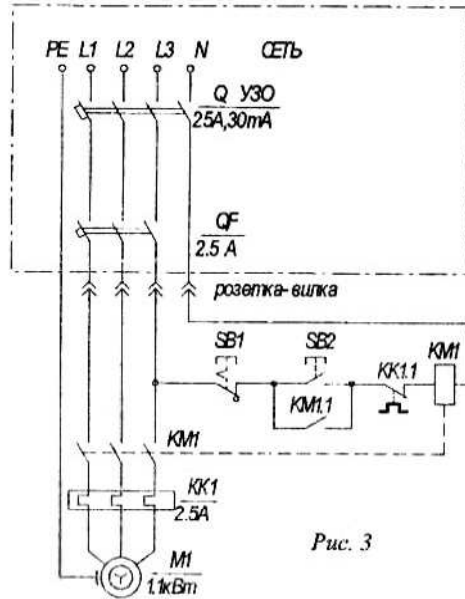 PE L1 L2 L3 N СЕТЬ
Q УЗО
25А,30mA
QF
2.5 А
розетка-вилка
SB1 SB2 KK1.1 KM1
KM1.1
KM1
KK1
2.5А
M1
1.1кВт
Рис. 3